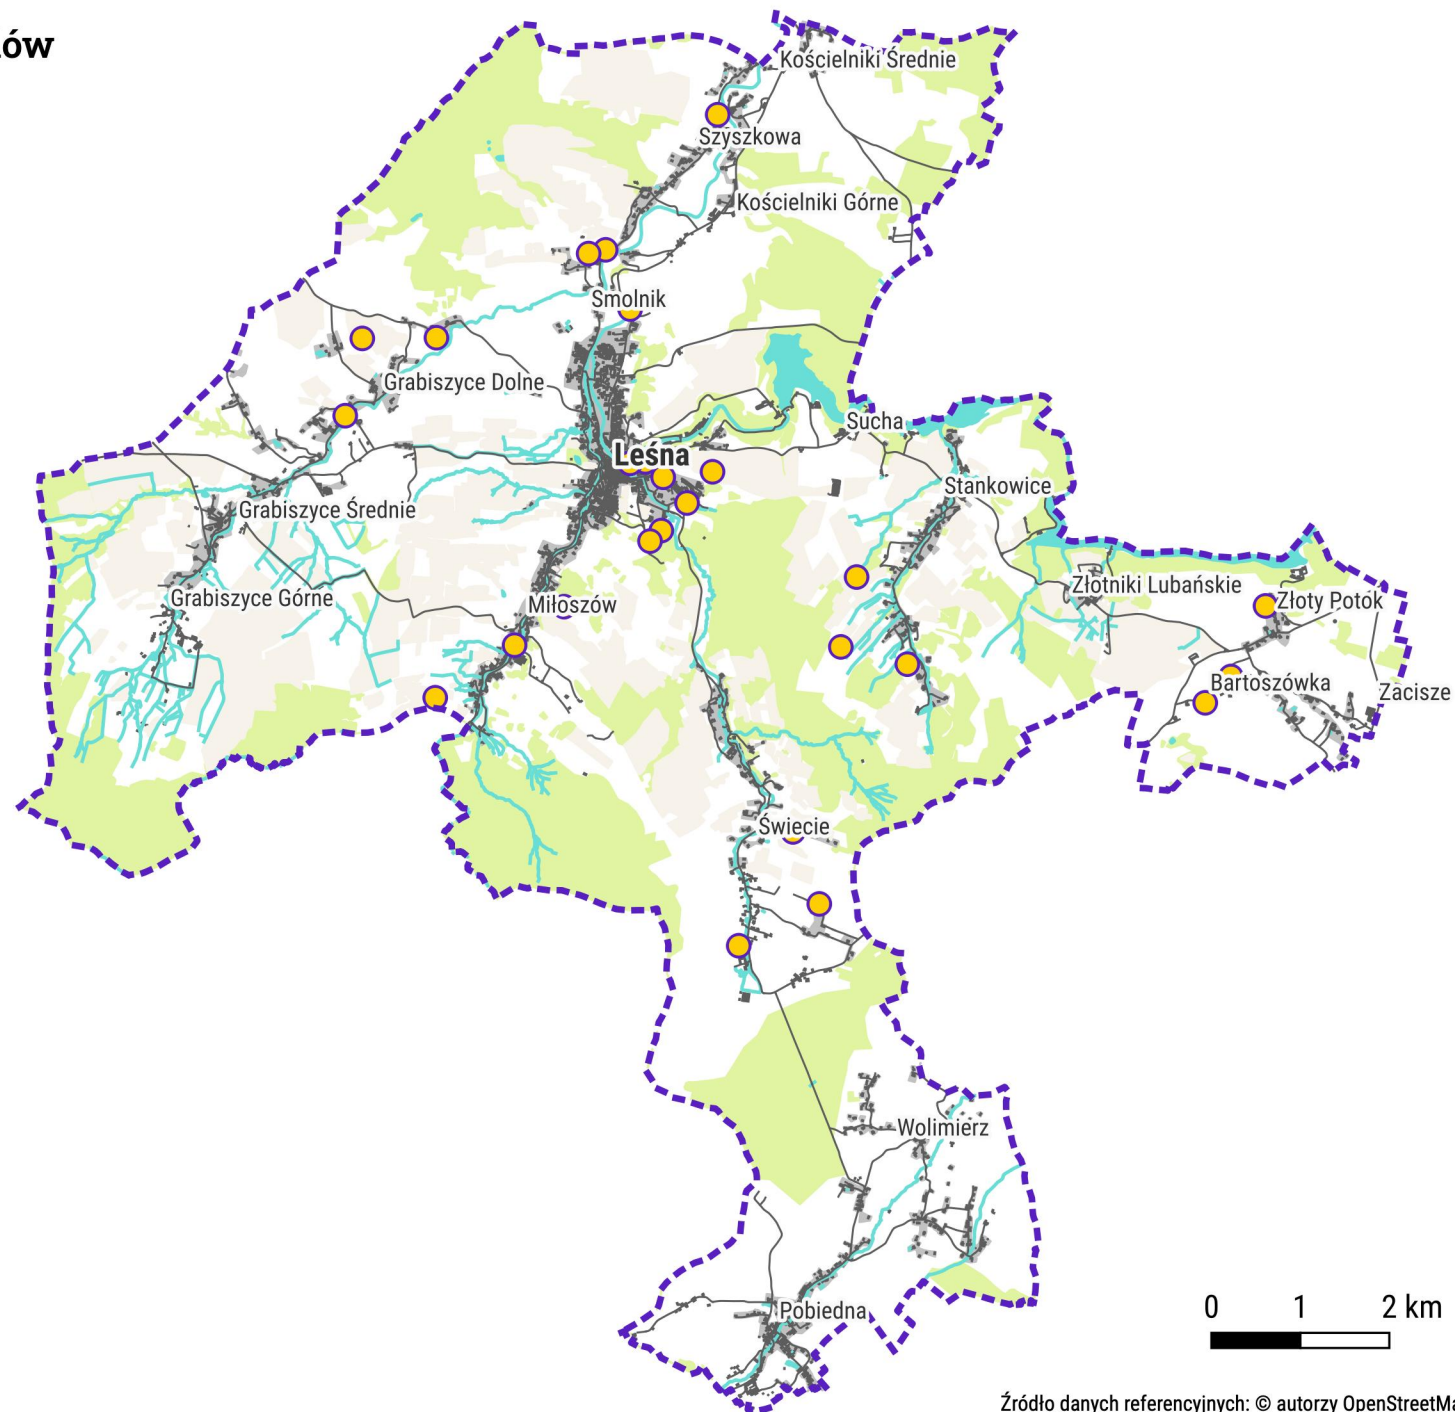 Kościelniki Średnie
Szyszkowa
Kościelniki Górne
Smolnik
Grabiszyce Dolne
Sucha
Leśna
Stankowice
Grabiszyce Średnie
Złotniki Lubańskie
Grabiszyce Górne
Miłoszów
Złoty Potok
Bartoszówka
Zacisze
Świecie
Wolimierz
Pobiedna
0 1 2 km
Źródło danych referencyjnych: © autorzy OpenStreetMa